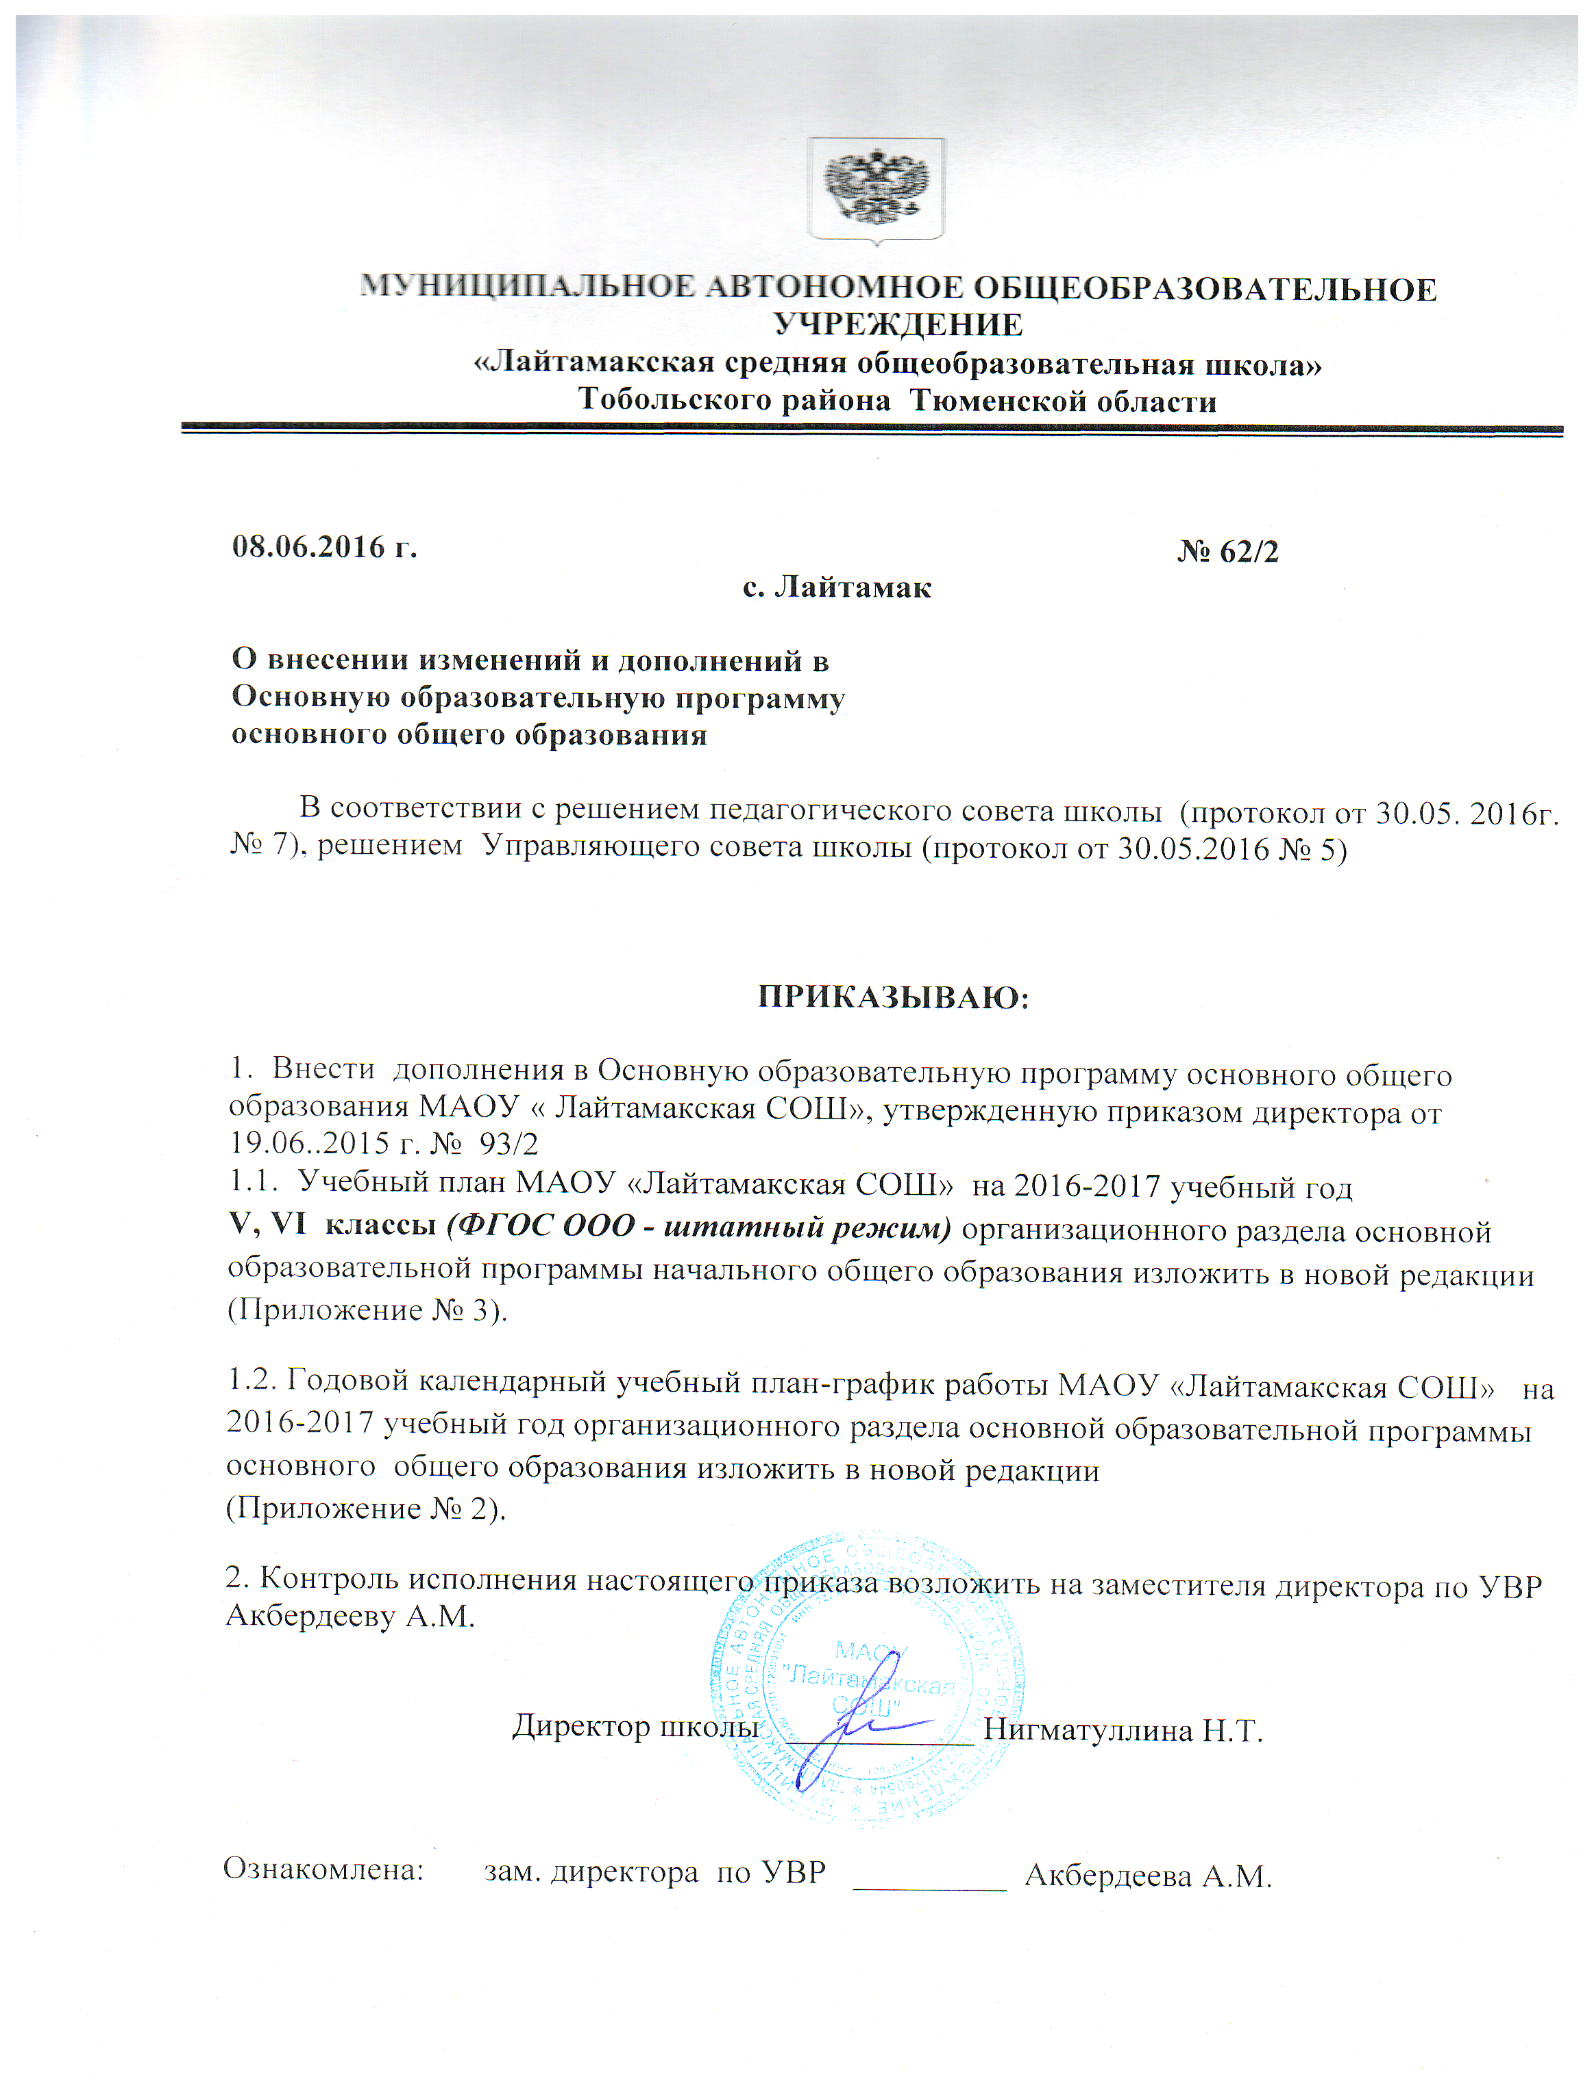 МУНИЦИПАЛЬНОЕ АВТОНОМНОЕ ОБЩЕОБРАЗОВАТЕЛЬНОЕ
УЧРЕЖДЕНИЕ
«Лайтамакская средняя общеобразовательная школа»
Тобольского района Тюменской области
08.06.2016 г. № 62/2
с. Лайтамак
О внесении изменений и дополнений в
Основную образовательную программу
основного общего образования
В соответствии с решением педагогического совета школы (протокол от 30.05. 2016г.
№ 7), решением Управляющего совета школы (протокол от 30.05.2016 № 5)
ПРИКАЗЫВАЮ:
1. Внести дополнения в Основную образовательную программу основного общего
образования МАОУ « Лайтамакская СОШ», утвержденную приказом директора от
19.06..2015 г. № 93/2
1.1. Учебный план МАОУ «Лайтамакская СОШ» на 2016-2017 учебный год
V, VI классы (ФГОС ООО - штатный режим) организационного раздела основной
образовательной программы начального общего образования изложить в новой редакции
(Приложение № 3).
1.2. Годовой календарный учебный план-график работы МАОУ «Лайтамакская СОШ» на
2016-2017 учебный год организационного раздела основной образовательной программы
основного общего образования изложить в новой редакции
(Приложение № 2).
2. Контроль исполнения настоящего приказа возложить на заместителя директора по УВР
Акбердееву А.М.
МАОУ
"Лайтамакская
СОШ"
Директор школы ____________ Нигматуллина Н.Т.
Ознакомлена: зам. директора по УВР __________ Акбердеева А.М.